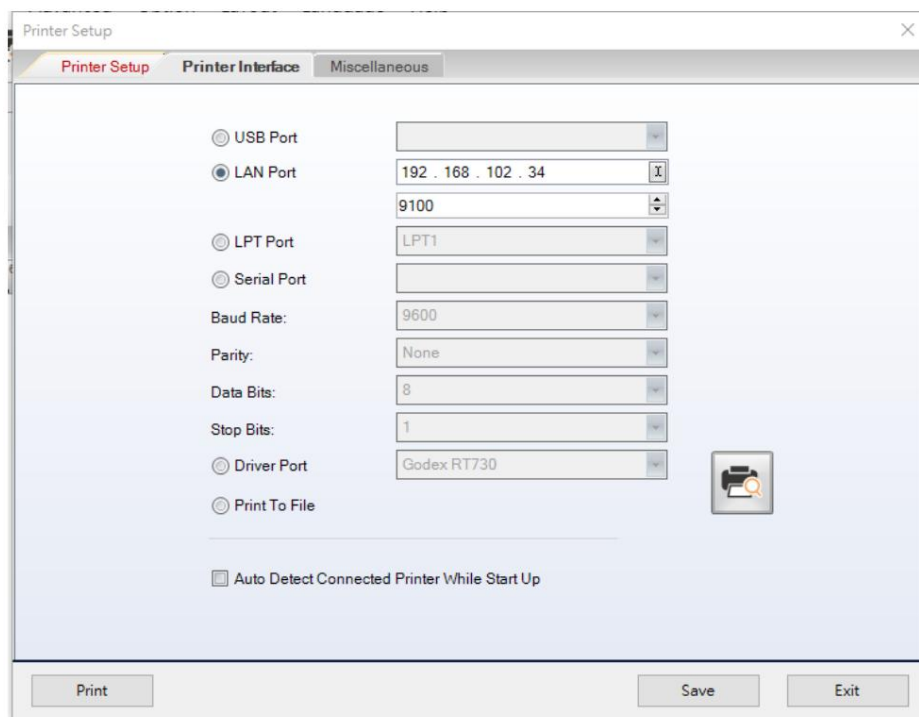 Printer Setup
Printer Setup Printer Interface Miscellaneous
USB Port
LAN Port 192 . 168 . 102 . 34
9100
LPT Port LPT1
Serial Port
Baud Rate: 9600
Parity: None
Data Bits: 8
Stop Bits: 1
Driver Port Godex RT730
Print To File
Auto Detect Connected Printer While Start Up
Print Save Exit